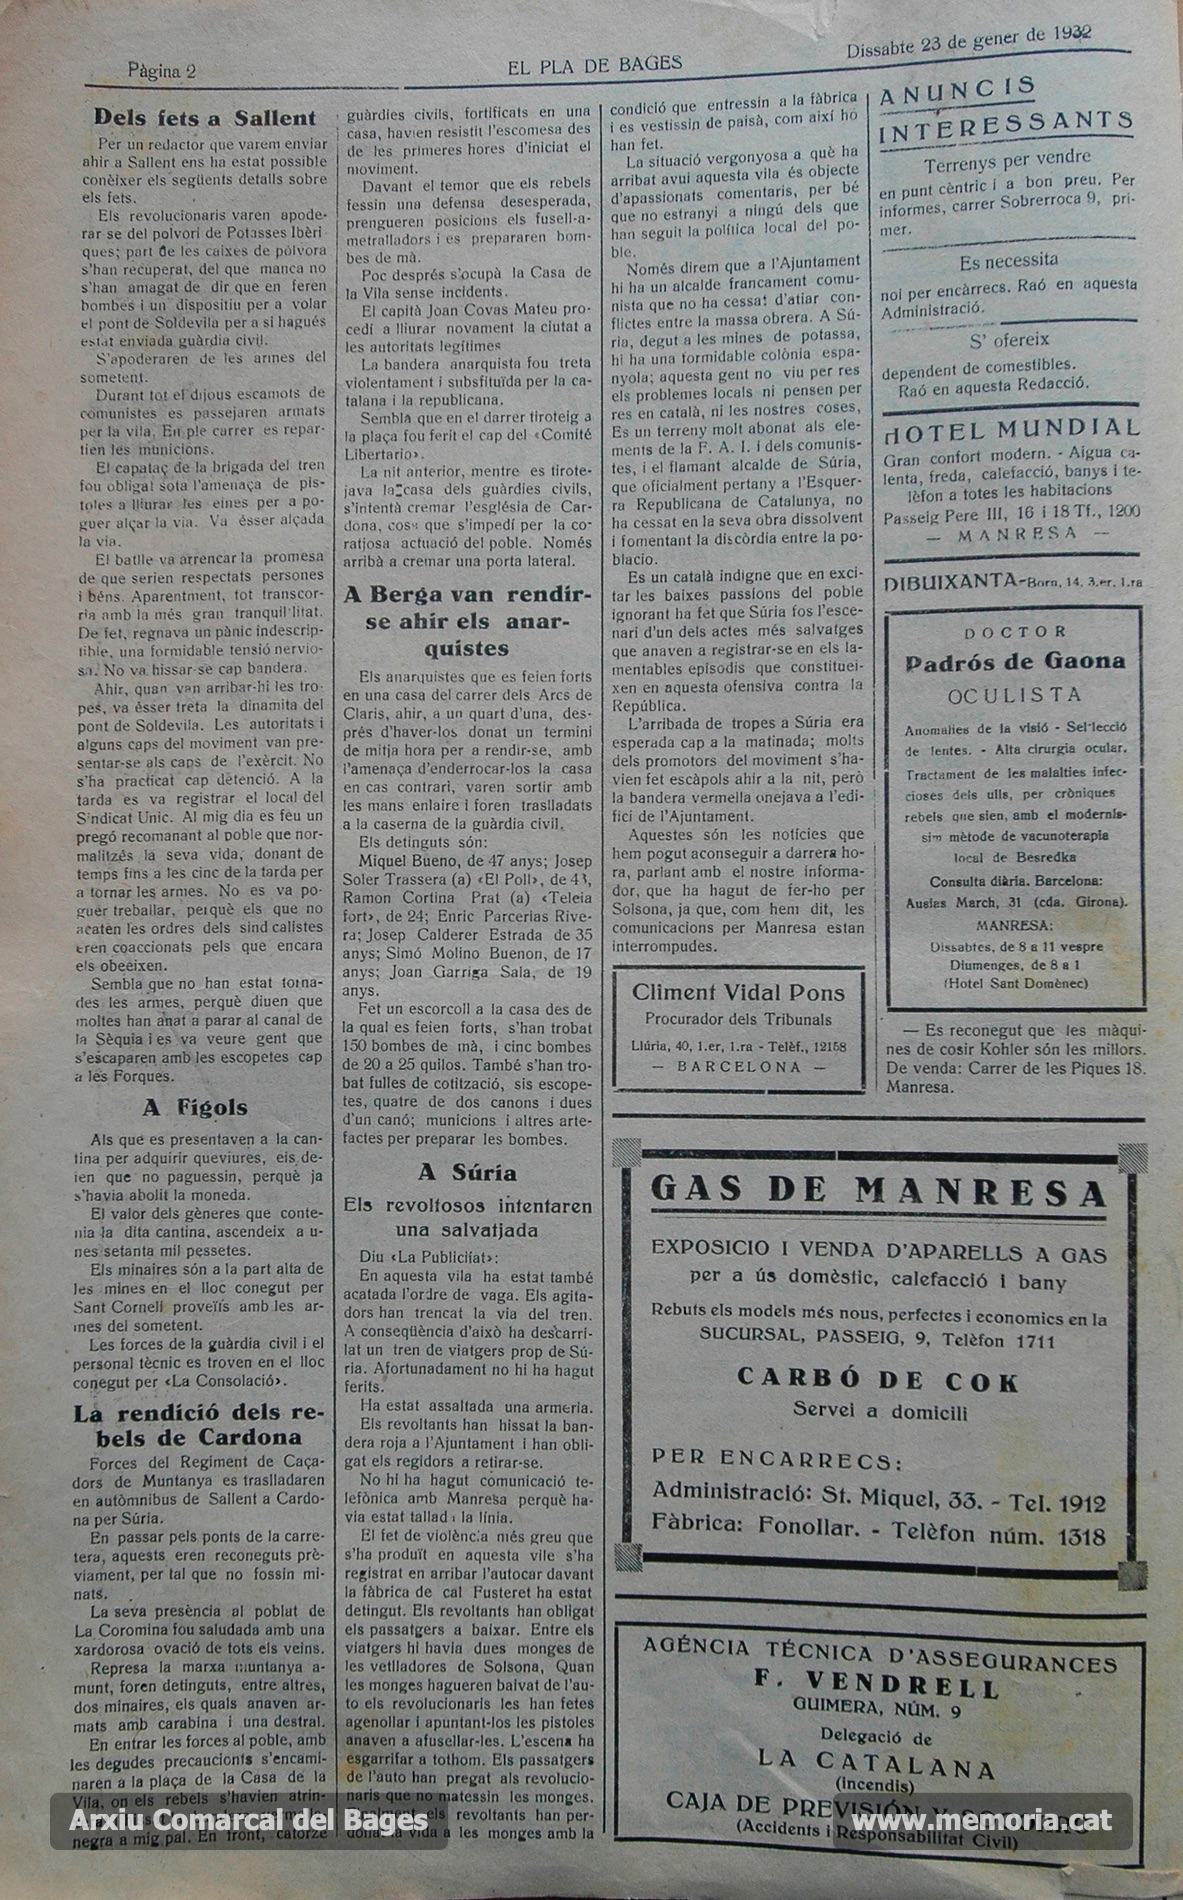 Pàgina 2
EL PLA DE BAGES
Dissabte 23 de gener de 1932
Dels fets a Sallent
Per un redactor que varem enviar
ahir a Sallent ens ha estat possible
conèixer els següents detalls sobre
els fets.
Els revolucionaris varen apode-
rar se del polvorí de Potasses Ibèri
ques; part de les caixes de pólvora
s'han recuperat, del que manca no
s'han amagat de dir que en feren
bombes i un dispositiu per a volar
el pont de Soldevila per a si hagués
estat enviada guàrdia civil.
S'apoderaren de les armes del
sometent.
Durant tot el dijous escamots de
comunistes es passejaren armats
per la vila. En ple carrer es repar-
tien les municions.
El capataç de la brigada del tren
fou obligat sota l'amenaça de pis-
toles a lliurar les eines per a po-
guer alçar la via. Va ésser alçada
la via.
El batlle va arrencar la promesa
de que serien respectats persones
i béns. Aparentment, tot transcor-
ria amb la més gran tranquil·litat.
De fet, regnava un pànic indescrip-
tible, una formidable tensió nervio-
sa. No va hissar-se cap bandera.
Ahir, quan van arribar-hi les tro-
pes, va ésser treta la dinamita del
pont de Soldevila. Les autoritats i
alguns caps del moviment van pre-
sentar-se als caps de l'exèrcit. No
s'ha practicat cap detenció. A la
tarda es va registrar el local del
Sindicat Unic. Al mig dia es feu un
pregó recomanant al poble que nor-
malitzés la seva vida, donant de
temps fins a les cinc de la tarda per
a tornar les armes. No es va po-
guer treballar, perquè els que no
acaten les ordres dels sind calistes
eren coaccionats pels que encara
els obeeixen.
Sembla que no han estat torna-
des les armes, perquè diuen que
moltes han anat a parar al canal de
la Sèquia i es va veure gent que
s'escaparen amb les escopetes cap
a les Forques.
A Fígols
Als que es presentaven a la can-
tina per adquirir queviures, eis de-
ien que no paguessin, perquè ja
s'havia abolit la moneda.
El valor dels gèneres que conte-
nia la dita cantina, ascendeix a u-
nes setanta mil pessetes.
Els minaires són a la part alta de
les mines en el lloc conegut per
Sant Corneli proveïts amb les ar-
mes del sometent.
Les forces de la guàrdia civil i el
personal tècnic es troven en el lloc
conegut per «La Consolació».
La rendició dels re-
bels de Cardona
Forces del Regiment de Caça-
dors de Muntanya es traslladaren
en autòmnibus de Sallent a Cardo-
na per Súria.
En passar pels ponts de la carre-
tera, aquests eren reconeguts prè-
viament, per tal que no fossin mi-
nats.
La seva presència al poblat de
La Coromina fou saludada amb una
xardorosa ovació de tots els veins.
Represa la marxa muntanya a-
munt, foren detinguts, entre altres,
dos minaires, els quals anaven ar-
mats amb carabina i una destral.
En entrar les forces al poble, amb
les degudes precaucions s'encami-
naren a la plaça de la Casa de la
Vila, on els rebels s'havien atrin-
negra a mig pal. En front, catorze
guàrdies civils, fortificats en una
casa, havien resistit l'escomesa des
de les primeres hores d'iniciat el
moviment.
Davant el temor que els rebels
fessin una defensa desesperada,
prengueren posicions els fusell-a-
metralladors i es prepararen bom-
bes de mà.
Poc després s'ocupà la Casa de
la Vila sense incidents.
El capità Joan Covas Mateu pro-
cedí a lliurar novament la ciutat a
les autoritats legítimes
La bandera anarquista fou treta
violentament i substituïda per la ca-
talana i la republicana.
Sembla que en el darrer tiroteig a
la plaça fou ferit el cap del «Comité
Libertario».
La nit anterior, mentre es tirote-
java la casa dels guàrdies civils,
s'intentà cremar l'església de Car-
dona, cosa que s'impedí per la co-
ratjosa actuació del poble. Només
arribà a cremar una porta lateral.
A Berga van rendir-
se ahir els anar-
quistes
Els anarquistes que es feien forts
en una casa del carrer dels Arcs de
Claris, ahir, a un quart d'una, des-
prés d'haver-los donat un termini
de mitja hora per a rendir-se, amb
l'amenaça d'enderrocar-los la casa
en cas contrari, varen sortir amb
les mans enlaire i foren traslladats
a la caserna de la guàrdia civil.
Els detinguts són:
Miquel Bueno, de 47 anys; Josep
Soler Trassera (a) «El Poll», de 43,
Ramon Cortina Prat (a) «Teleia
fort», de 24; Enric Parcerias Rive-
ra; Josep Calderer Estrada de 35
anys; Simó Molino Buenon, de 17
anys; Joan Garriga Sala, de 19
anys.
Fet un escorcoll a la casa des de
la qual es feien forts, s'han trobat
150 bombes de mà, i cinc bombes
de 20 a 25 quilos. També s'han tro-
bat fulles de cotització, sis escope-
tes, quatre de dos canons i dues
d'un canó; municions i altres arte-
factes per preparar les bombes.
A Súria
Els revoltosos intentaren
una salvatjada
Diu «La Publicitat»:
En aquesta vila ha estat també
acatada l'ordre de vaga. Els agita-
dors han trencat la via del tren.
A conseqüència d'això ha descarri-
lat un tren de viatgers prop de Sú-
ria. Afortunadament no hi ha hagut
ferits.
Ha estat assaltada una armeria.
Els revoltants han hissat la ban-
dera roja a l'Ajuntament i han obli-
gat els regidors a retirar-se.
No hi ha hagut comunicació te-
lefònica amb Manresa perquè ha-
via estat tallada la línia.
El fet de violència més greu que
s'ha produït en aquesta vile s'ha
registrat en arribar l'autocar davant
la fàbrica de cal Fusteret ha estat
detingut. Els revoltants han obligat
els passatgers a baixar. Entre els
viatgers hi havia dues monges de
les vetlladores de Solsona, Quan
les monges hagueren baivat de l'au-
to els revolucionaris les han fetes
agenollar i apuntant-los les pistoles
anaven a afusellar-les. L'escena ha
esgarrifar a tothom. Els passatgers
de l'auto han pregat als revolucio-
naris que no matessin les monges.
Finalment els revoltants han per-
donat la vida a les monges amb la
condició que entressin a la fàbrica
i es vestissin de paisà, com així ho
han fet.
La situació vergonyosa a què ha
arribat avui aquesta vila és objecte
d'apassionats comentaris, per bé
que no estranyi a ningú dels que
han seguit la política local del po-
ble.
Només direm que a l'Ajuntament
hi ha un alcalde francament comu-
nista que no ha cessat d'atiar con-
flictes entre la massa obrera. A Sú-
ria, degut a les mines de potassa,
hi ha una formidable colònia espa-
nyola; aquesta gent no viu per res
els problemes locals ni pensen per
res en català, ni les nostres coses,
Es un terreny molt abonat als ele-
ments de la F. A. I. i dels comunis-
tes, i el flamant alcalde de Súria,
que oficialment pertany a l'Esquer-
ra Republicana de Catalunya, no
ha cessat en la seva obra dissolvent
i fomentant la discòrdia entre la po-
blacio.
Es un català indigne que en exci-
tar les baixes passions del poble
ignorant ha fet que Súria fos l'esce-
nari d'un dels actes més salvatges
que anaven a registrar-se en els la-
mentables episodis que constituei-
xen en aquesta ofensiva contra la
República.
L'arribada de tropes a Súria era
esperada cap a la matinada; molts
dels promotors del moviment s'ha-
vien fet escàpols ahir a la nit, però
la bandera vermella onejava a l'edi-
fici de l'Ajuntament.
Aquestes són les notícies que
hem pogut aconseguir a darrera ho-
ra, parlant amb el nostre informa-
dor, que ha hagut de fer-ho per
Solsona, ja que, com hem dit, les
comunicacions per Manresa estan
interrompudes.
Climent Vidal Pons
Procurador dels Tribunals
Llúria, 40, 1.er, 1.ra - Telèf., 12158
— BARCELONA —
ANUNCIS
INTERESSANTS
Terrenys per vendre
en punt cèntric i a bon preu. Per
informes, carrer Sobrerroca 9, pri-
mer.
Es necessita
noi per encàrrecs. Raó en aquesta
Administració.
S' ofereix
dependent de comestibles.
Raó en aquesta Redacció.
HOTEL MUNDIAL
Gran confort modern. - Aigua ca-
lenta, freda, calefacció, banys i te-
lèfon a totes les habitacions
Passeig Pere III, 16 i 18 Tf., 1200
— MANRESA —
DIBUIXANTA-Born, 14, 3.er, 1.ra
DOCTOR
Padrós de Gaona
OCULISTA
Anomalies de la visió - Sel·lecció
de lentes. - Alta cirurgia ocular.
Tractament de les malalties infec-
cioses dels ulls, per cròniques
rebels que sien, amb el modernis-
sim mètode de vacunoterapia
local de Besredka
Consulta diària. Barcelona:
Ausias March, 31 (cda. Girona).
MANRESA:
Dissabtes, de 8 a 11 vespre
Diumenges, de 8 a 1
(Hotel Sant Domènec)
— Es reconegut que les màqui-
nes de cosir Kohler són les millors.
De venda: Carrer de les Piques 18.
Manresa.
GAS DE MANRESA
EXPOSICIO I VENDA D'APARELLS A GAS
per a ús domèstic, calefacció i bany
Rebuts els models més nous, perfectes i economics en la
SUCURSAL, PASSEIG, 9, Telèfon 1711
CARBÓ DE COK
Servei a domicili
PER ENCARRECS:
Administració: St. Miquel, 33. - Tel. 1912
Fàbrica: Fonollar. - Telèfon núm. 1318
AGÉNCIA TÉCNICA D'ASSEGURANCES
F. VENDRELL
GUIMERA, NÚM. 9
Delegació de
LA CATALANA
(Incendis)
CAJA DE PREVISIÓN Y SOCORRO
(Accidents i Responsabilitat Civil)
Arxiu Comarcal del Bages
www.memoria.cat